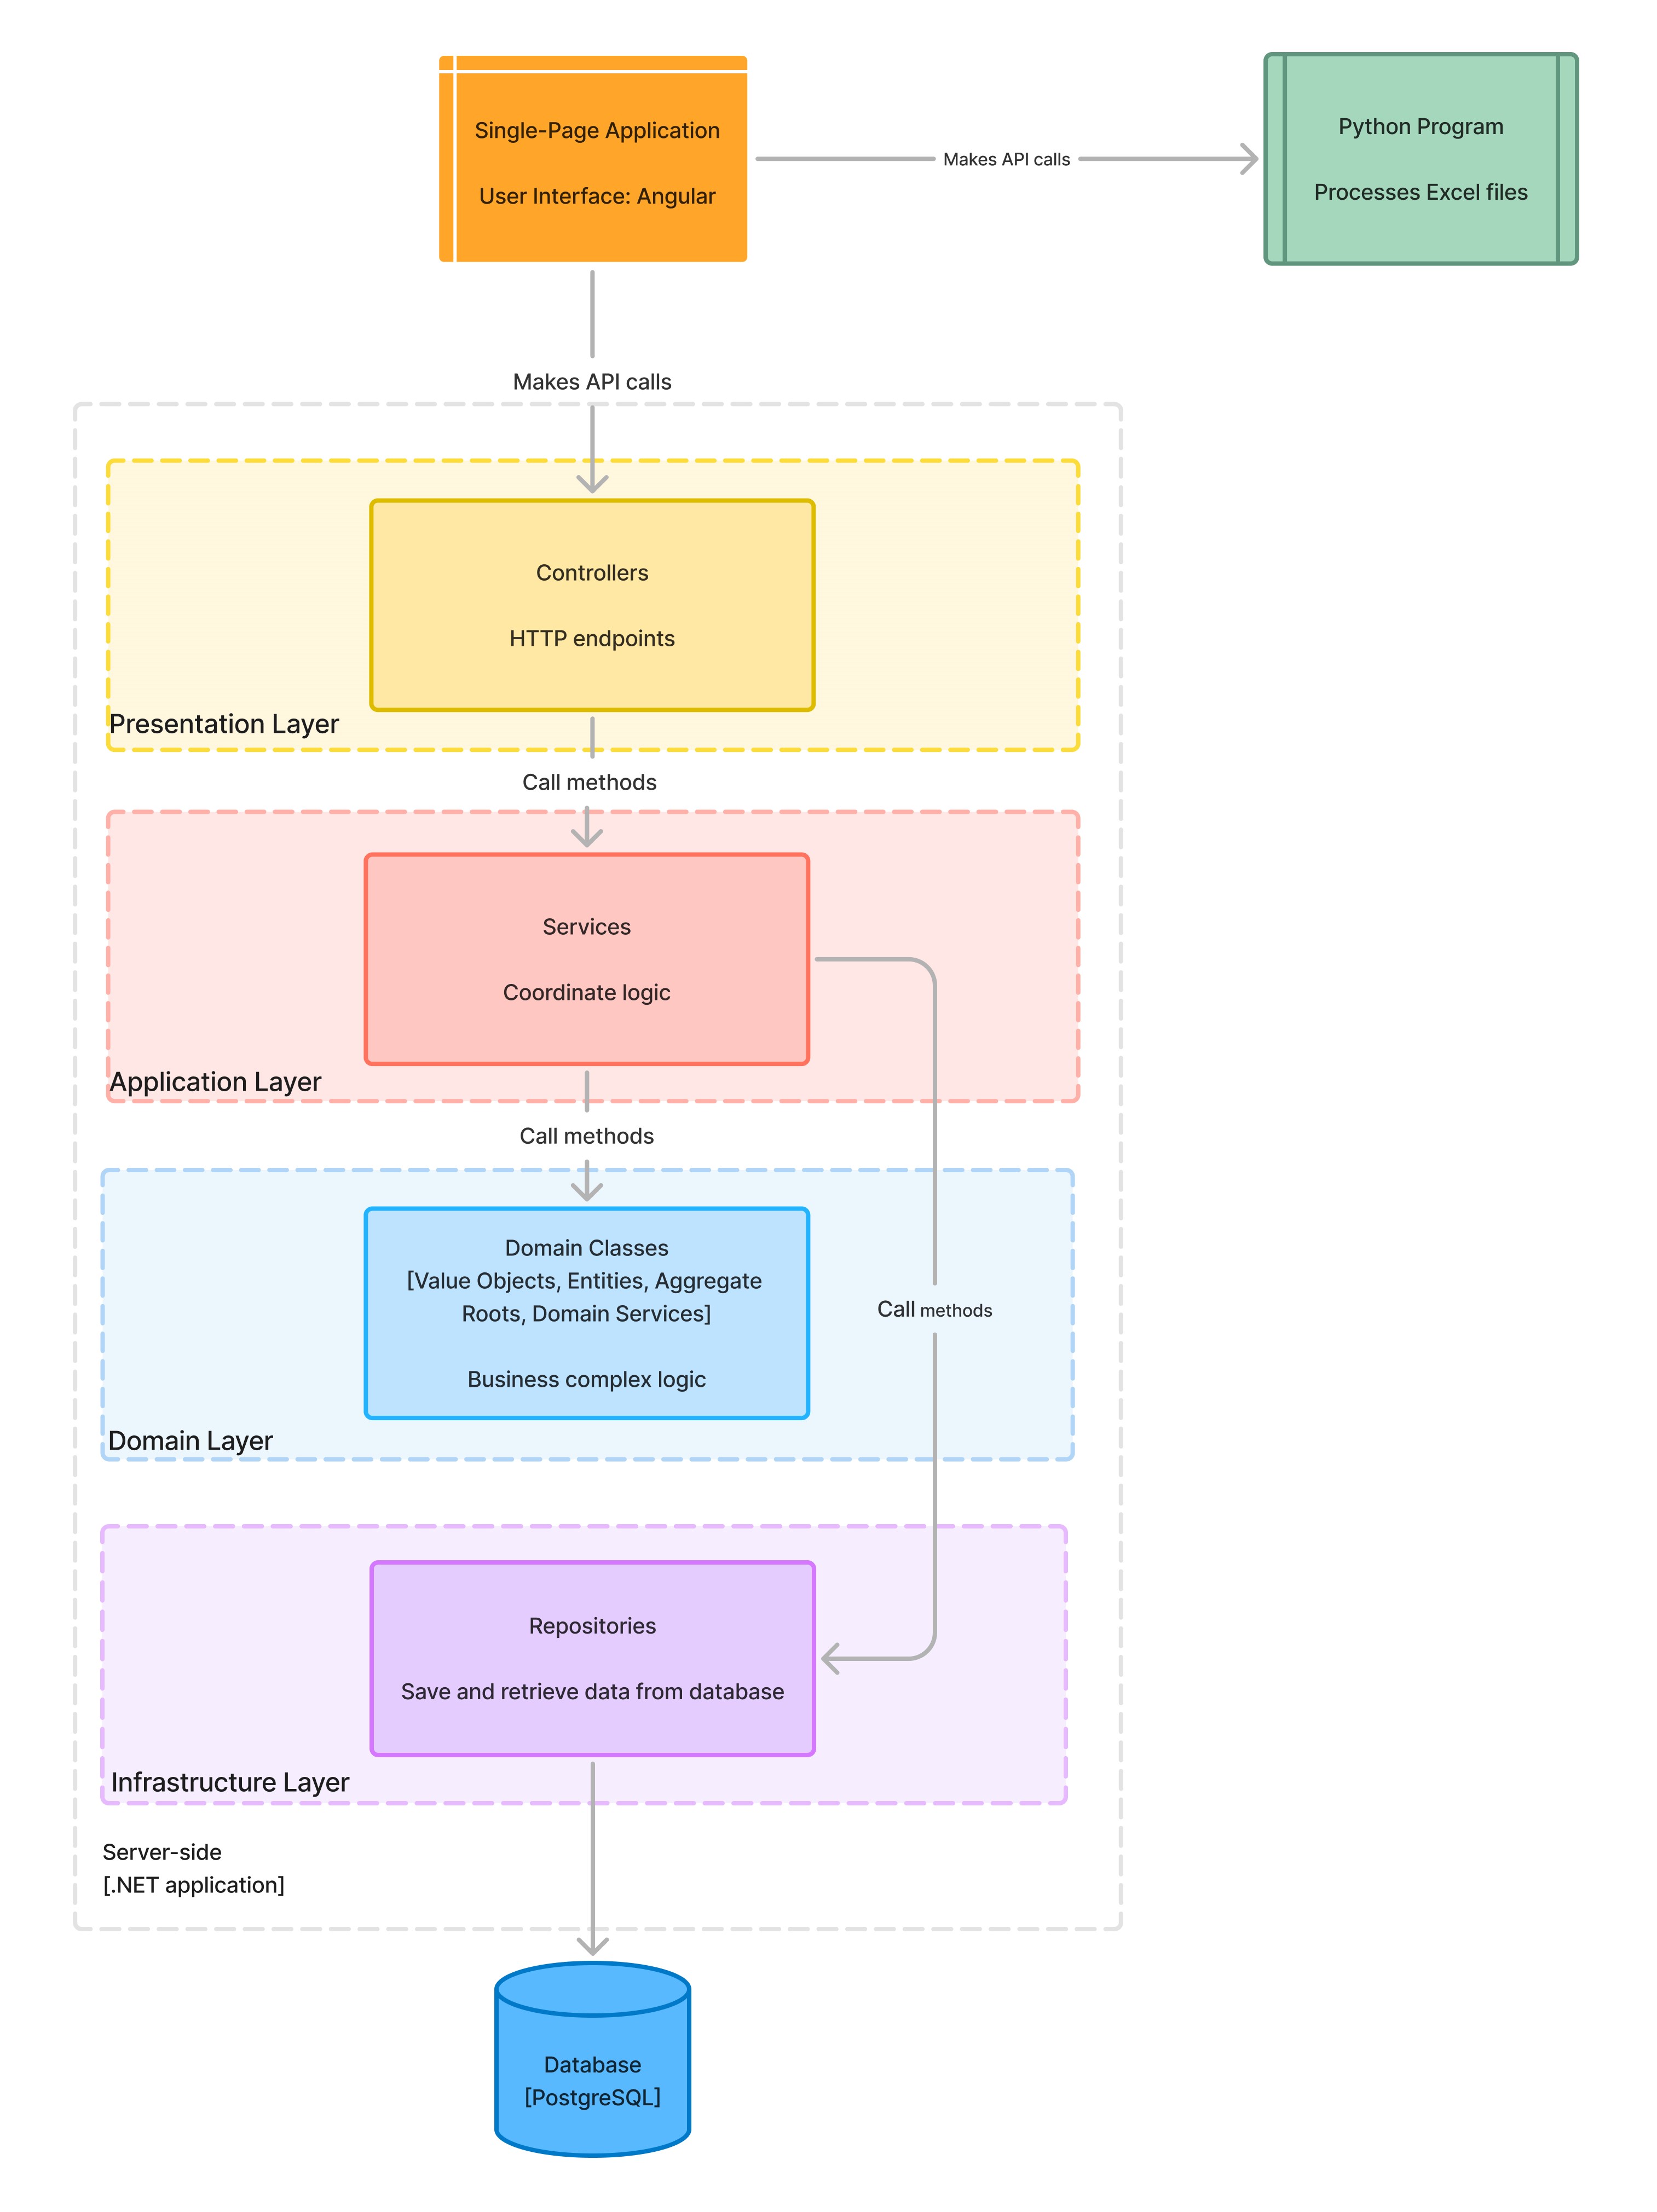 Single-Page Application
User Interface: Angular
Makes API calls
Python Program
Processes Excel files
Makes API calls
Controllers
HTTP endpoints
Presentation Layer
Call methods
Services
Coordinate logic
Application Layer
Call methods
Domain Classes
[Value Objects, Entities, Aggregate
Roots, Domain Services]
Business complex logic
Call methods
Domain Layer
Repositories
Save and retrieve data from database
Infrastructure Layer
Server-side
[.NET application]
Database
[PostgreSQL]